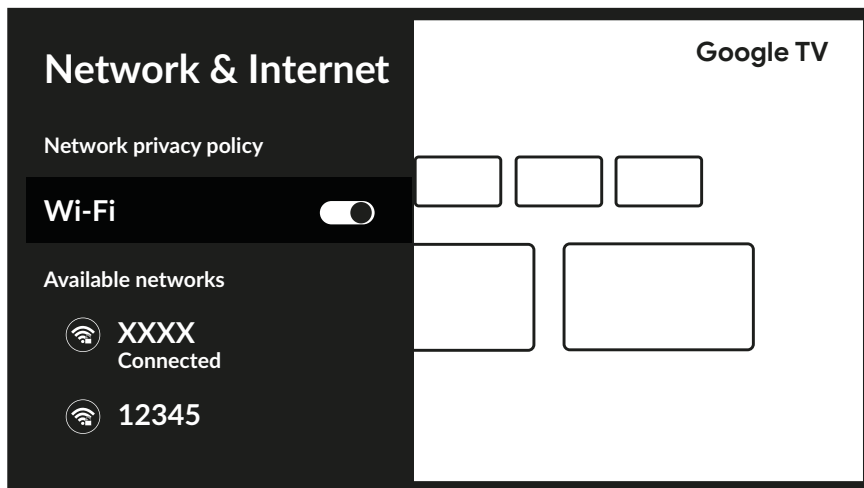 Network & Internet
Google TV
Network privacy policy
Wi-Fi
Available networks
XXXX
Connected
12345